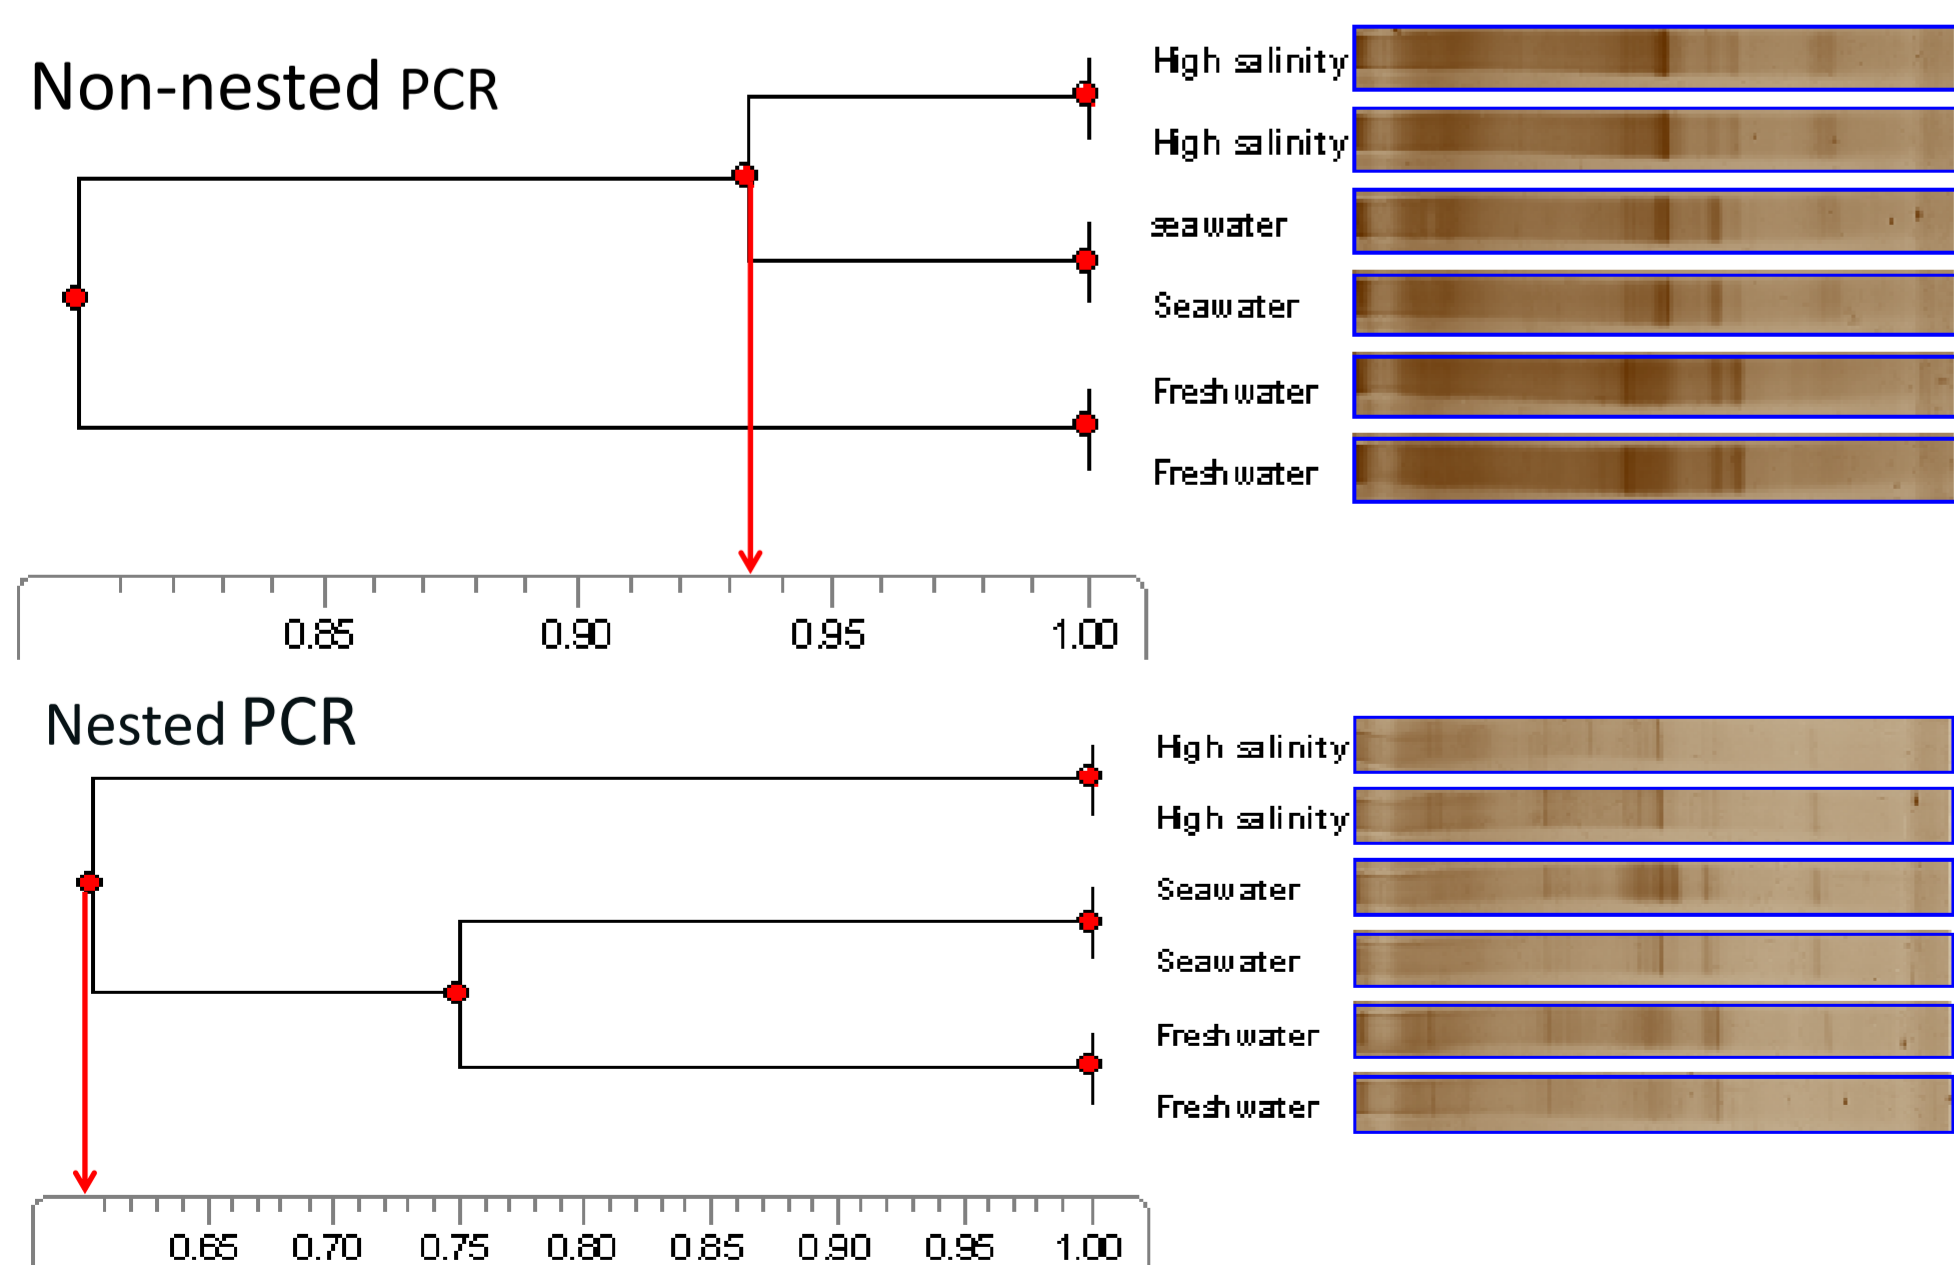 Non-nested PCR
High salinity
High salinity
seawater
Seawater
Freshwater
Freshwater
0.85 0.90 0.95 1.00
Nested PCR
High salinity
High salinity
Seawater
Seawater
Freshwater
Freshwater
0.65 0.70 0.75 0.80 0.85 0.90 0.95 1.00